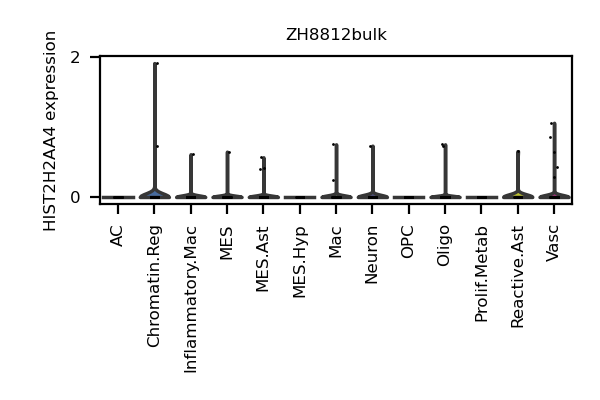 ZH8812bulk
HIST2H2AA4 expression
2
0
AC
Chromatin.Reg
Inflammatory.Mac
MES
MES.Ast
MES.Hyp
Mac
Neuron
OPC
Oligo
Prolif.Metab
Reactive.Ast
Vasc